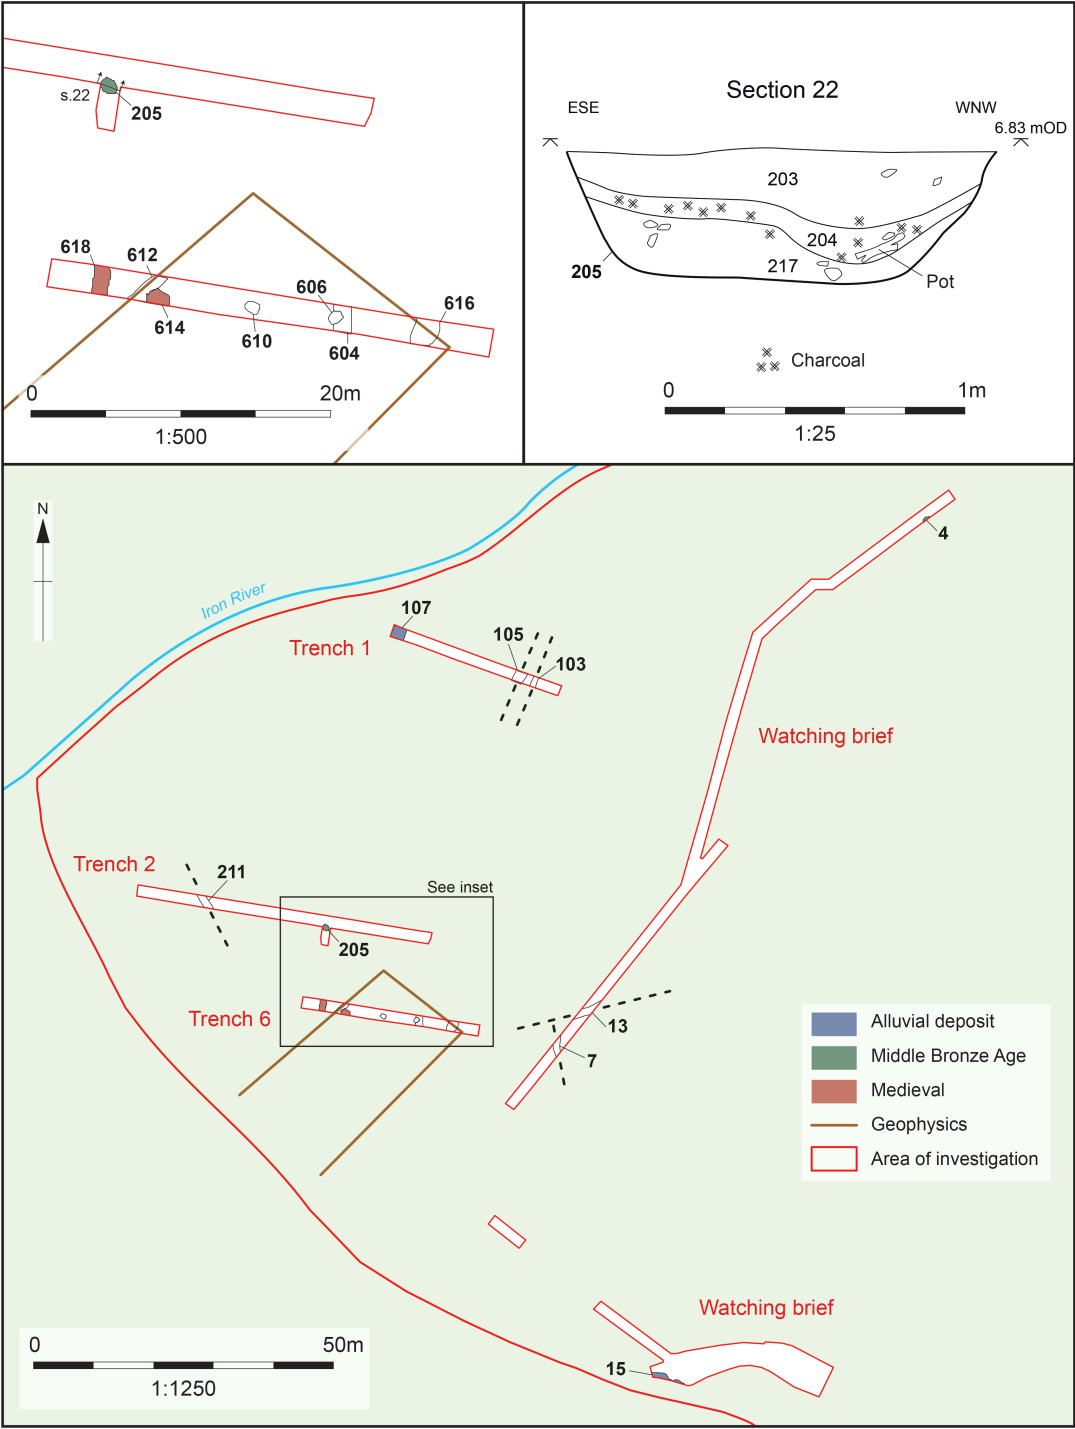 s.22
205
618
612
606
616
614
610
604
0 20m
1:500
Section 22
ESE
WNW
6.83 mOD
203
204
217
205
Pot
Charcoal
0 1m
1:25
N
Iron River
4
107
Trench 1
105
103
Watching brief
Trench 2
211
See inset
205
Trench 6
13
7
Alluvial deposit
Middle Bronze Age
Medieval
Geophysics
Area of investigation
Watching brief
15
0 50m
1:1250